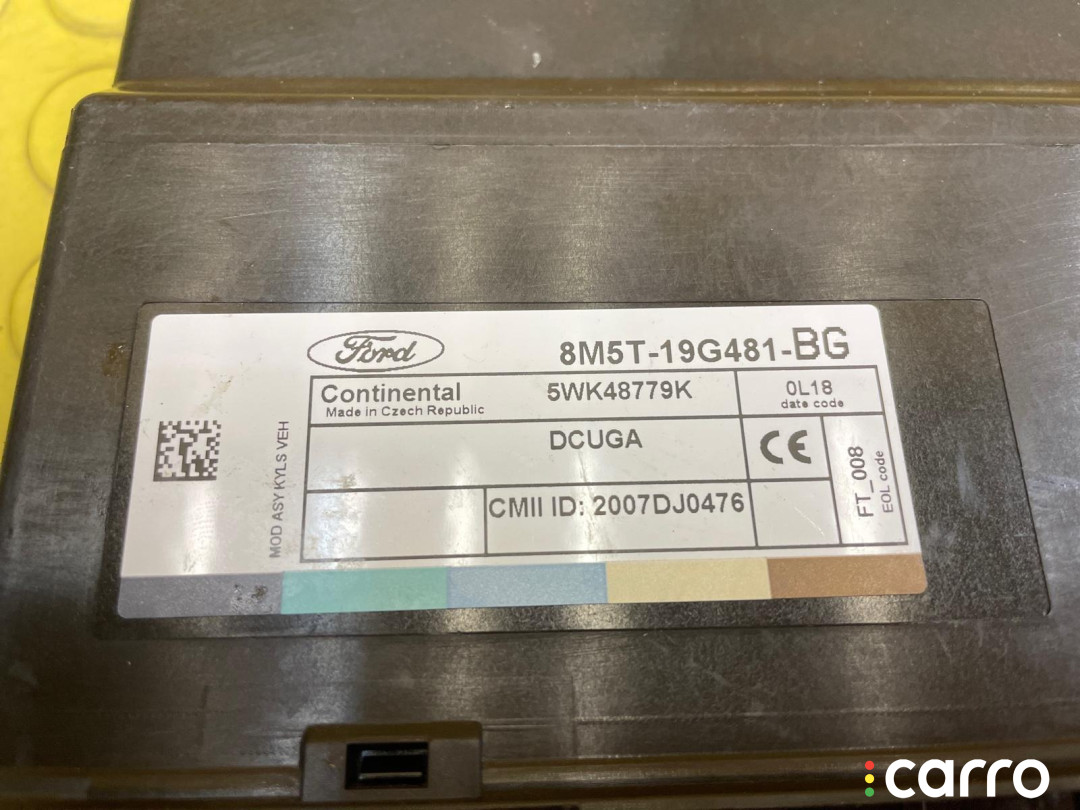 Ford
8M5T-19G481-BG
Continental 5WK48779K 0L18
Made in Czech Republic date code
DCUGA CE
CMII ID: 2007DJ0476
FT_008
EOL code
MOD ASY KYLS VEH
carro